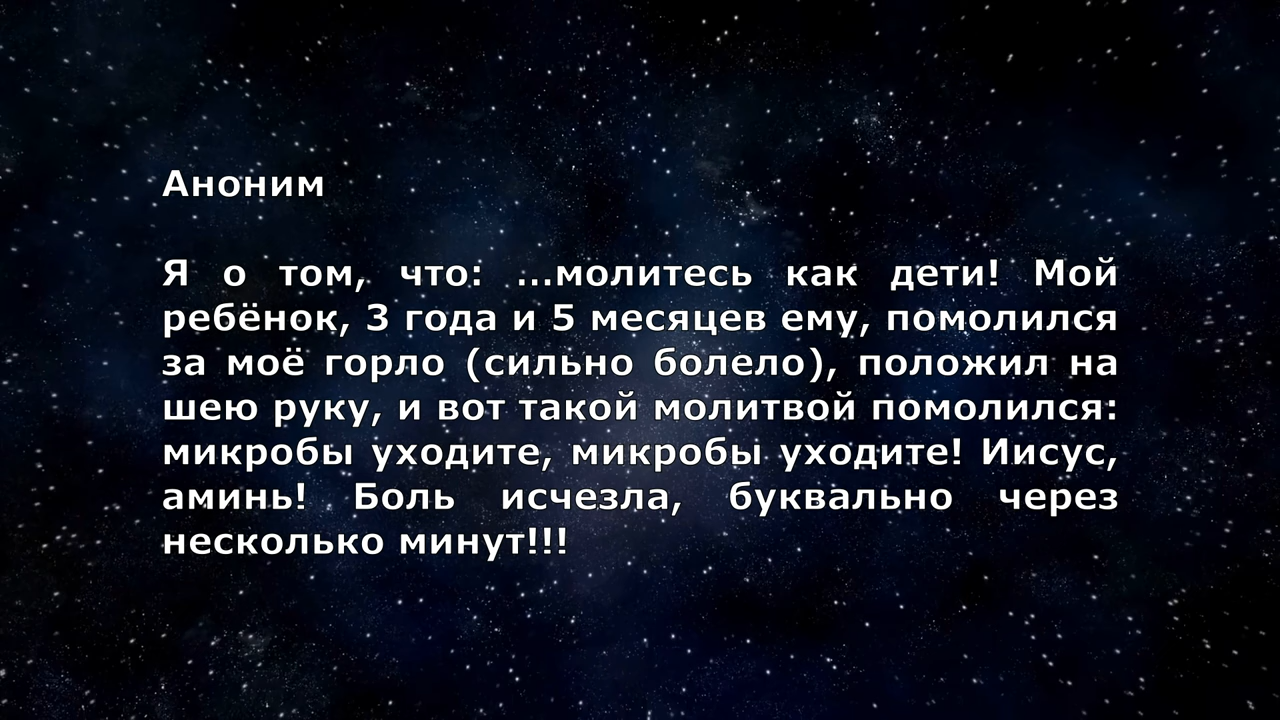 Аноним
Я о том, что: ...молитесь как дети! Мой
ребёнок, 3 года и 5 месяцев ему, помолился
за моё горло (сильно болело), положил на
шею руку, и вот такой молитвой помолился:
микробы уходите, микробы уходите! Иисус,
аминь! Боль исчезла, буквально через
несколько минут!!!